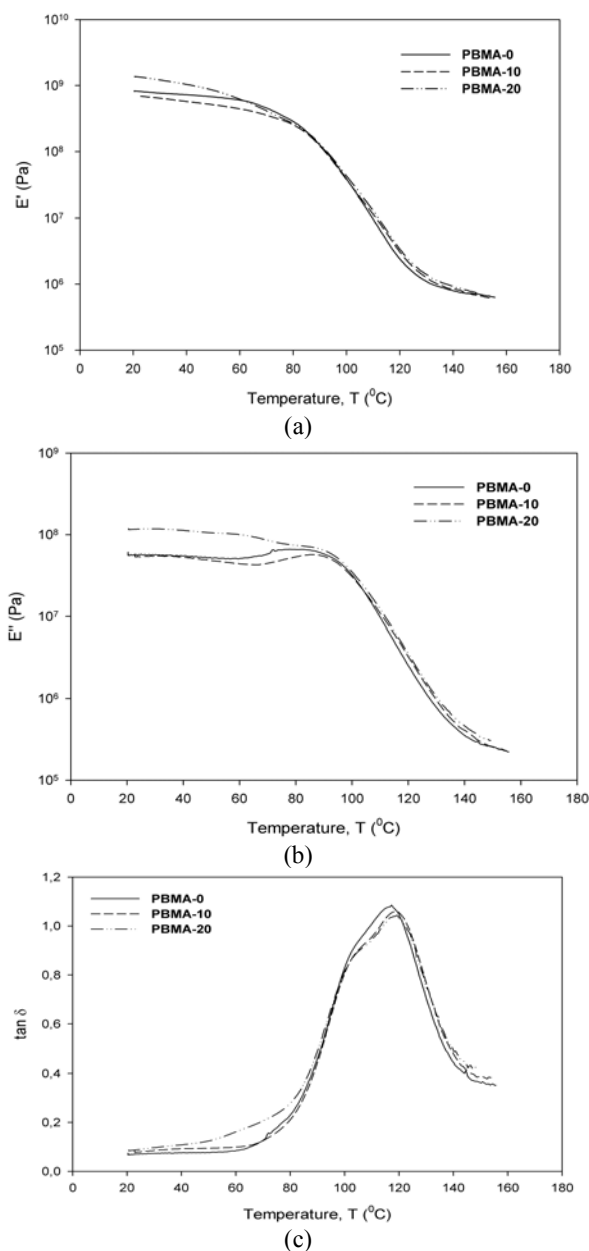 10¹⁰
10⁹
10⁸
10⁷
10⁶
10⁵
E' (Pa)
PBMA-0
PBMA-10
PBMA-20
0 20 40 60 80 100 120 140 160 180
Temperature, T (⁰C)
(a)
10⁹
10⁸
10⁷
10⁶
10⁵
E'' (Pa)
PBMA-0
PBMA-10
PBMA-20
0 20 40 60 80 100 120 140 160 180
Temperature, T (⁰C)
(b)
1,2
1,0
0,8
0,6
0,4
0,2
0,0
tan δ
PBMA-0
PBMA-10
PBMA-20
0 20 40 60 80 100 120 140 160 180
Temperature, T (⁰C)
(c)